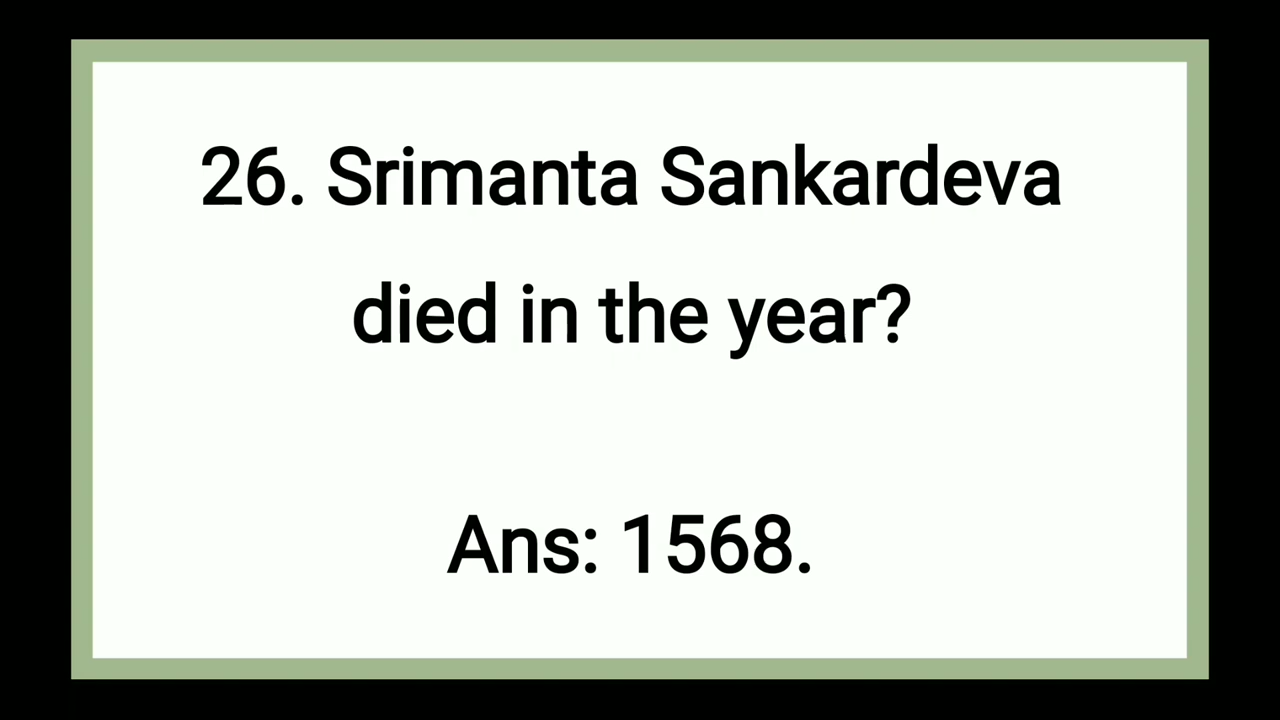 26. Srimanta Sankardeva
died in the year?
Ans: 1568.